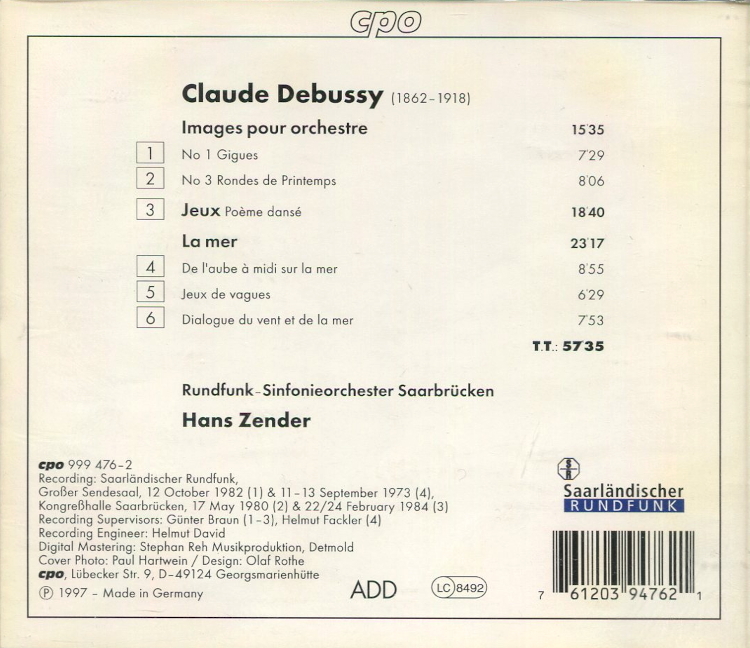 cpo
Claude Debussy (1862–1918)
Images pour orchestre 15'35
1 No 1 Gigues 7'29
2 No 3 Rondes de Printemps 8'06
3 Jeux Poème dansé 18'40
La mer 23'17
4 De l'aube à midi sur la mer 8'55
5 Jeux de vagues 6'29
6 Dialogue du vent et de la mer 7'53
T.T.: 57'35
Rundfunk-Sinfonieorchester Saarbrücken
Hans Zender
cpo 999 476–2
Recording: Saarländischer Rundfunk,
Großer Sendesaal, 12 October 1982 (1) & 11–13 September 1973 (4),
Kongreßhalle Saarbrücken, 17 May 1980 (2) & 22/24 February 1984 (3)
Recording Supervisors: Günter Braun (1–3), Helmut Fackler (4)
Recording Engineer: Helmut David
Digital Mastering: Stephan Reh Musikproduktion, Detmold
Cover Photo: Paul Hartwein / Design: Olaf Rothe
cpo, Lübecker Str. 9, D–49124 Georgsmarienhütte
℗ 1997 – Made in Germany
ADD
LC 8492
SR
Saarländischer
RUNDFUNK
7 61203 94762 1